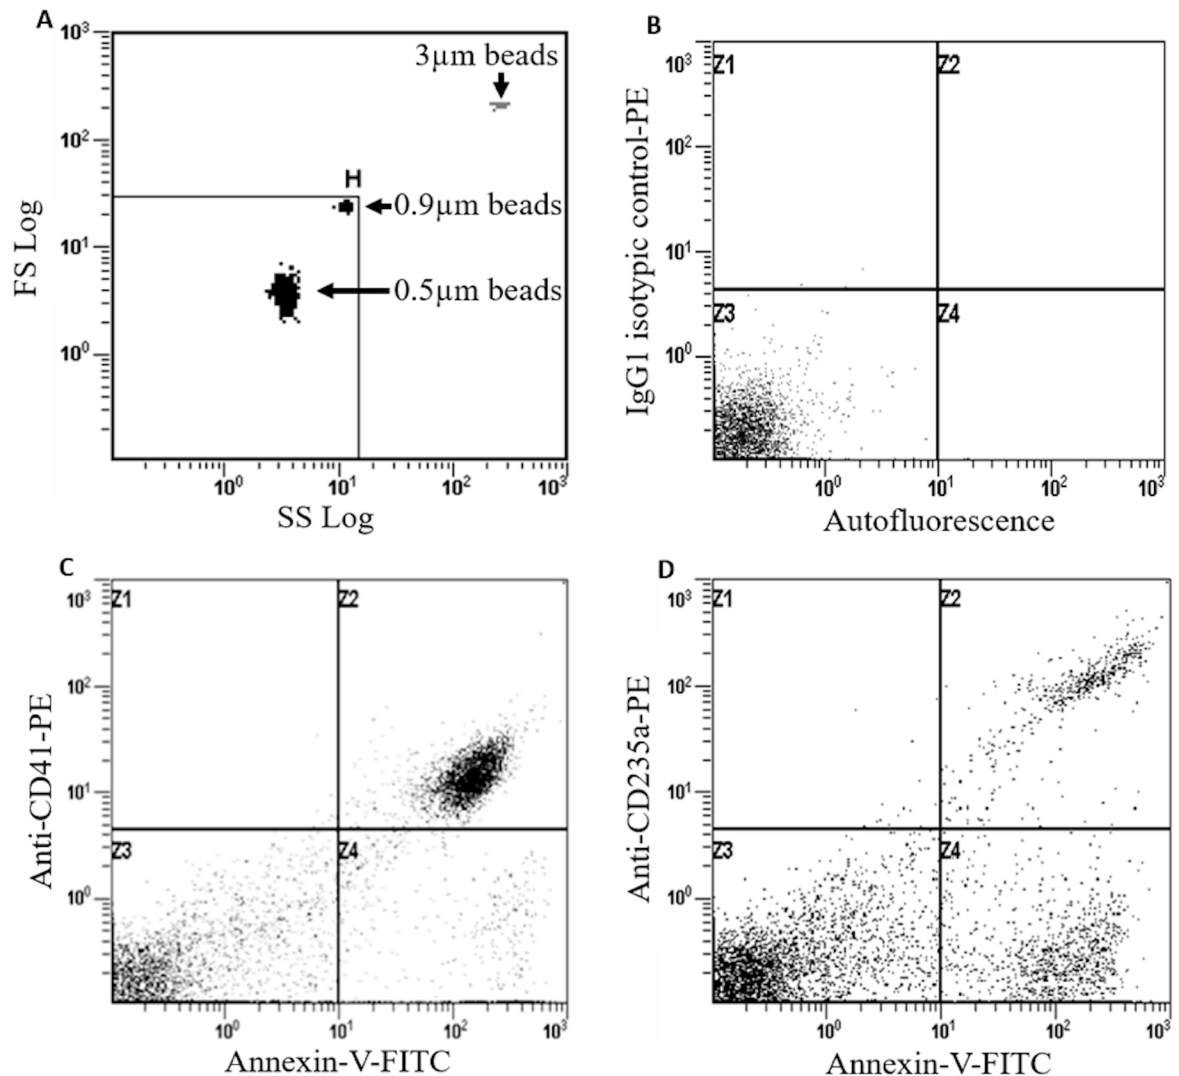 A
10³
10²
10¹
10⁰
FS Log
3µm beads
H
0.9µm beads
0.5µm beads
10⁰
10¹
10²
10³
SS Log
B
10³
10²
10¹
10⁰
IgG1 isotypic control-PE
Z1
Z2
Z3
Z4
10⁰
10¹
10²
10³
Autofluorescence
C
10³
10²
10¹
10⁰
Anti-CD41-PE
Z1
Z2
Z3
Z4
10⁰
10¹
10²
10³
Annexin-V-FITC
D
10³
10²
10¹
10⁰
Anti-CD235a-PE
Z1
Z2
Z3
Z4
10⁰
10¹
10²
10³
Annexin-V-FITC